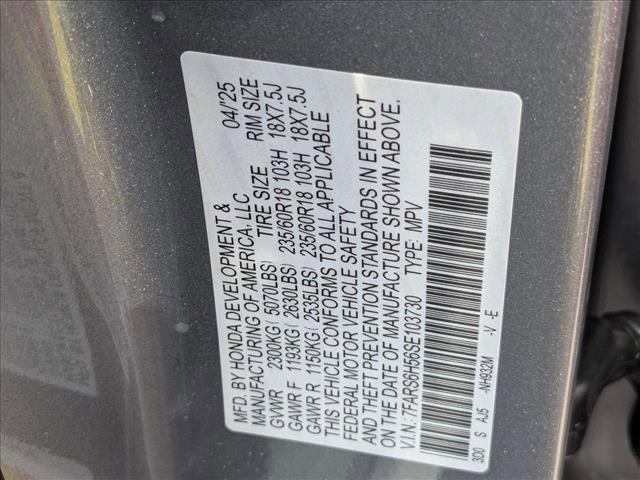 MFD. BY HONDA DEVELOPMENT & 04/'25
MANUFACTURING OF AMERICA, LLC
TIRE SIZE RIM SIZE
GVWR 2300KG( 5070LBS)
GAWR F 1193KG( 2630LBS) 235/60R18 103H 18X7.5J
GAWR R 1150KG( 2535LBS) 235/60R18 103H 18X7.5J
THIS VEHICLE CONFORMS TO ALL APPLICABLE
FEDERAL MOTOR VEHICLE SAFETY
AND THEFT PREVENTION STANDARDS IN EFFECT
ON THE DATE OF MANUFACTURE SHOWN ABOVE.
V.I.N: 7FARS6H66SE103730 TYPE: MPV
3D0 S AJ5 -NH932M -V -E